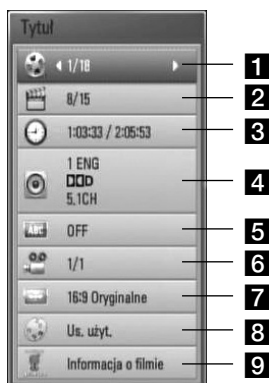 Tytuł
1/18 1
8/15 2
1:03:33 / 2:05:53 3
1 ENG
DD D 4
5.1CH
ABC OFF 5
1/1 6
16:9 Oryginalne 7
Us. użyt. 8
Informacja o filmie 9